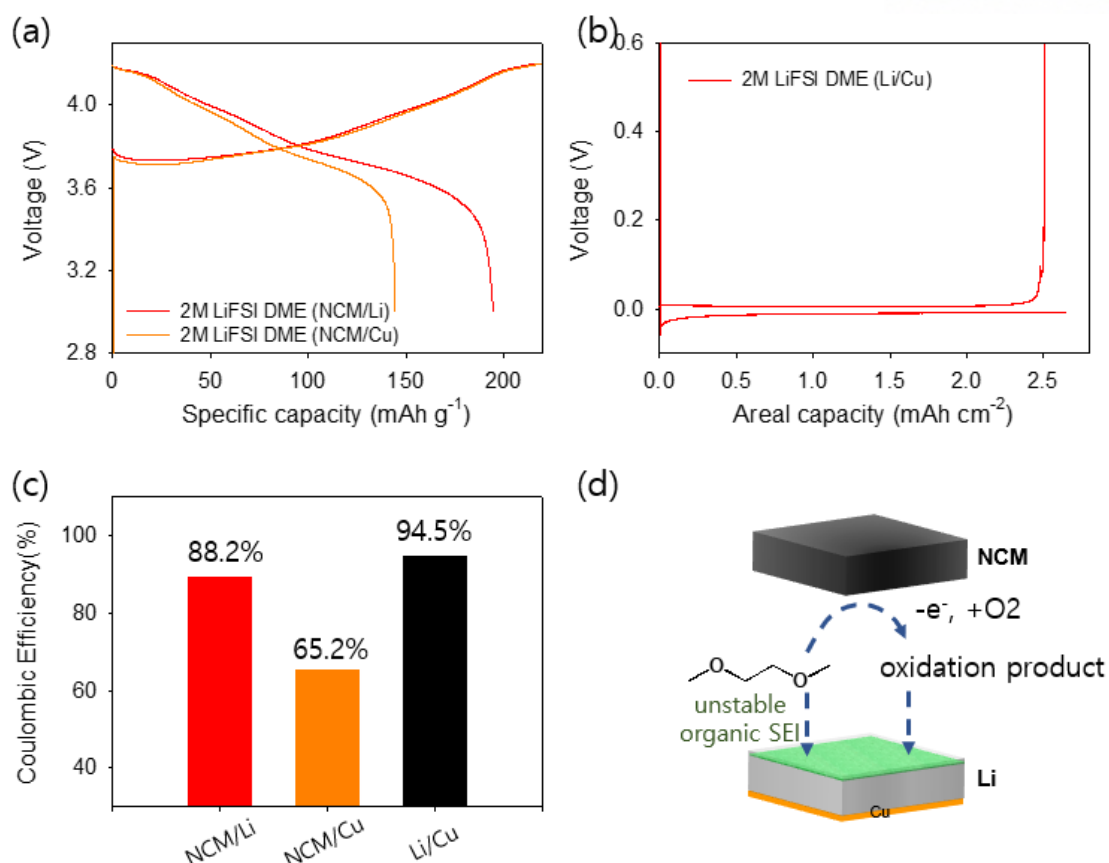 (a)
Voltage (V)
4.0
3.6
3.2
2.8
2M LiFSI DME (NCM/Li)
2M LiFSI DME (NCM/Cu)
0 50 100 150 200
Specific capacity (mAh g⁻¹)
(b)
Voltage (V)
0.6
0.4
0.2
0.0
2M LiFSI DME (Li/Cu)
0.0 0.5 1.0 1.5 2.0 2.5
Areal capacity (mAh cm⁻²)
(c)
Coulombic Efficiency(%)
100
80
60
40
88.2%
65.2%
94.5%
NCM/Li NCM/Cu Li/Cu
(d)
NCM
-e⁻, +O2
O
O
oxidation product
unstable
organic SEI
Li
Cu